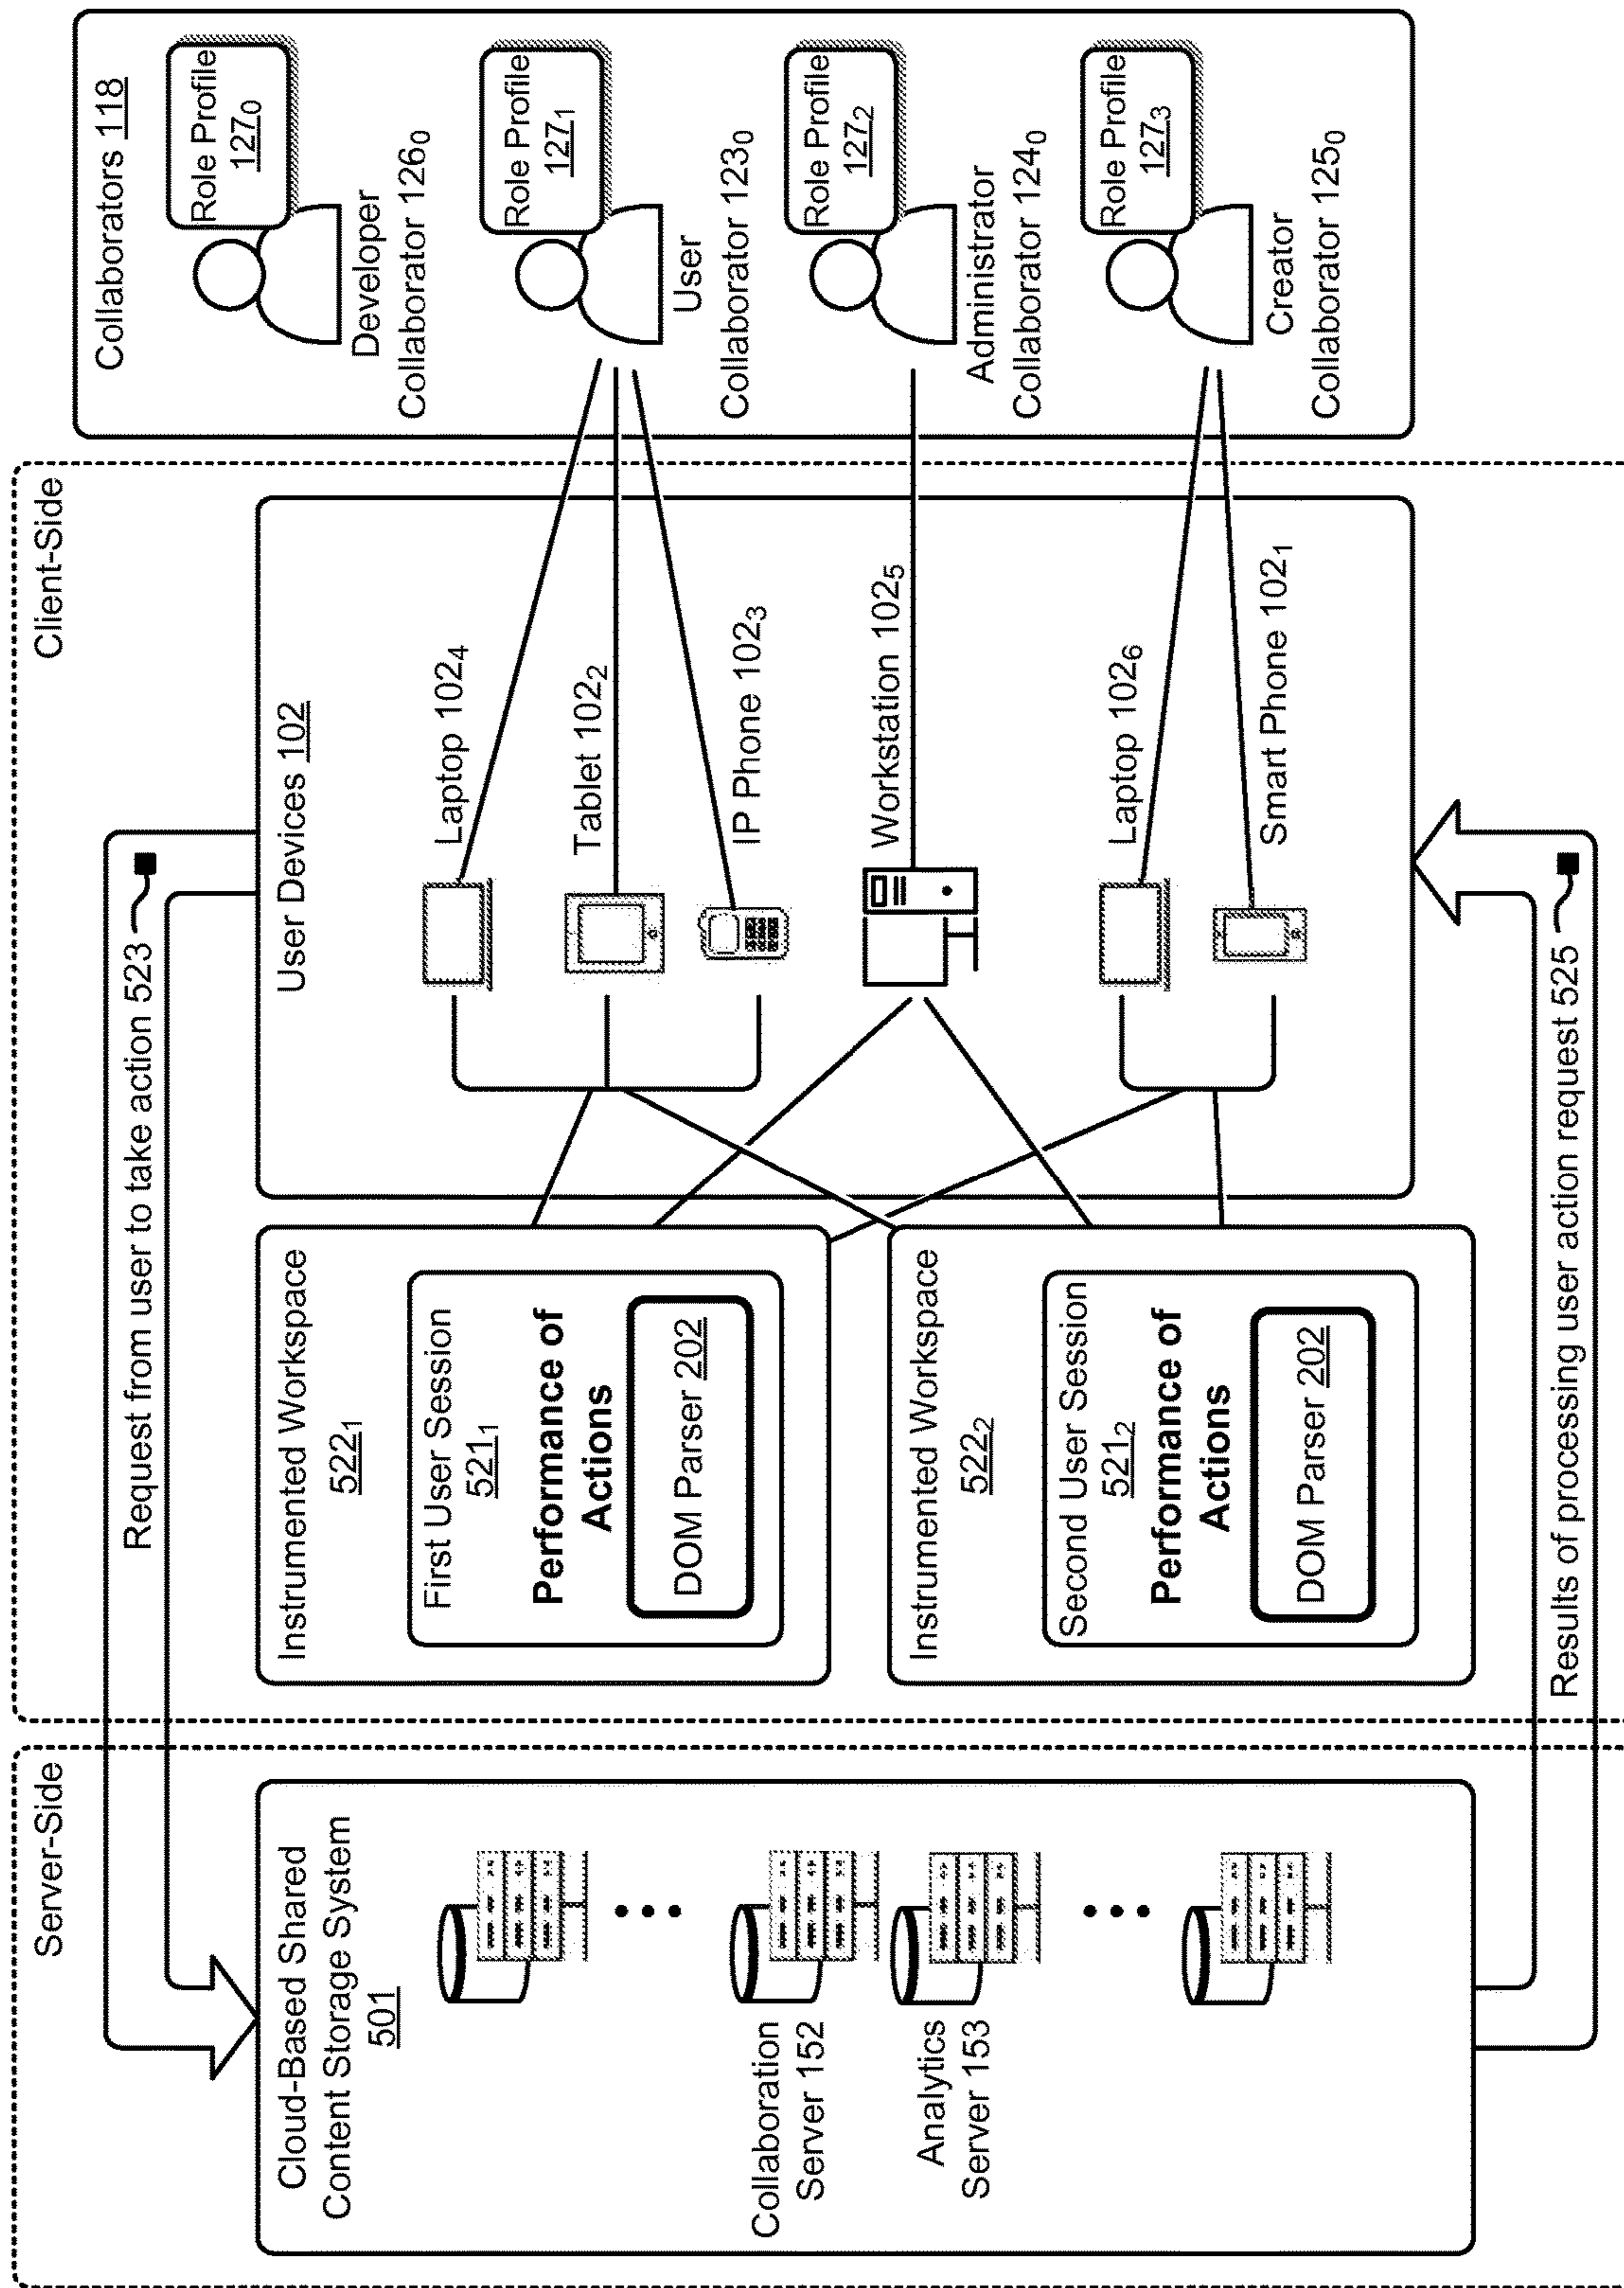 Server-Side
Cloud-Based Shared
Content Storage System
501
Collaboration
Server 152
Analytics
Server 153
Client-Side
Request from user to take action 523
Instrumented Workspace
522₁
First User Session
521₁
Performance of
Actions
DOM Parser 202
Instrumented Workspace
522₂
Second User Session
521₂
Performance of
Actions
DOM Parser 202
User Devices 102
Laptop 102₄
Tablet 102₂
IP Phone 102₃
Workstation 102₅
Laptop 102₆
Smart Phone 102₁
Results of processing user action request 525
Collaborators 118
Role Profile
127₀
Developer
Collaborator 126₀
Role Profile
127₁
User
Collaborator 123₀
Role Profile
127₂
Administrator
Collaborator 124₀
Role Profile
127₃
Creator
Collaborator 125₀